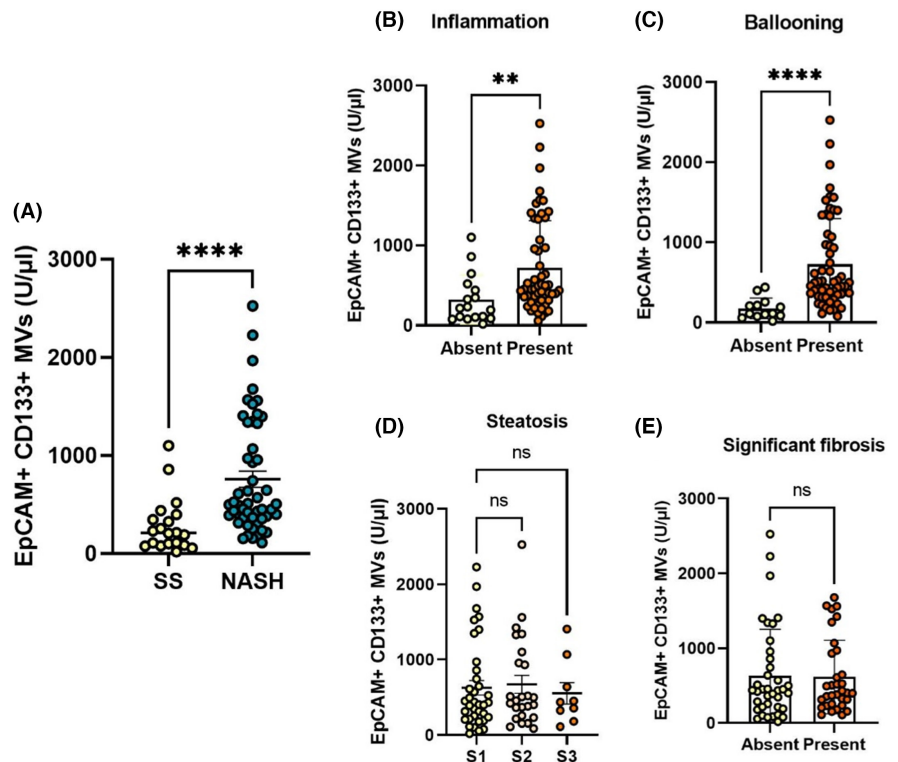 (A)
EpCAM+ CD133+ MVs (U/µl)
3000
2000
1000
0
****
SS
NASH
(B)
Inflammation
EpCAM+ CD133+ MVs (U/µl)
3000
2000
1000
0
**
Absent Present
(C)
Ballooning
EpCAM+ CD133+ MVs (U/µl)
3000
2000
1000
0
****
Absent Present
(D)
Steatosis
EpCAM+ CD133+ MVs (U/µl)
3000
2000
1000
0
ns
ns
S1
S2
S3
(E)
Significant fibrosis
EpCAM+ CD133+ MVs (U/µl)
3000
2000
1000
0
ns
Absent Present